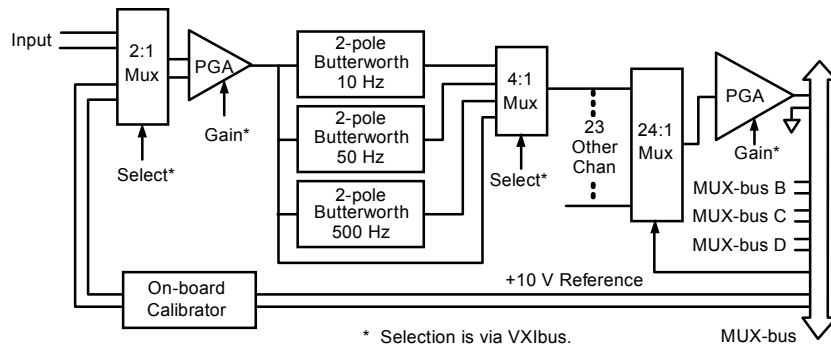 Input
2:1
Mux
Select*
PGA
Gain*
2-pole
Butterworth
10 Hz
2-pole
Butterworth
50 Hz
2-pole
Butterworth
500 Hz
4:1
Mux
Select*
23
Other
Chan
24:1
Mux
PGA
Gain*
MUX-bus B
MUX-bus C
MUX-bus D
+10 V Reference
On-board
Calibrator
* Selection is via VXIbus.
MUX-bus